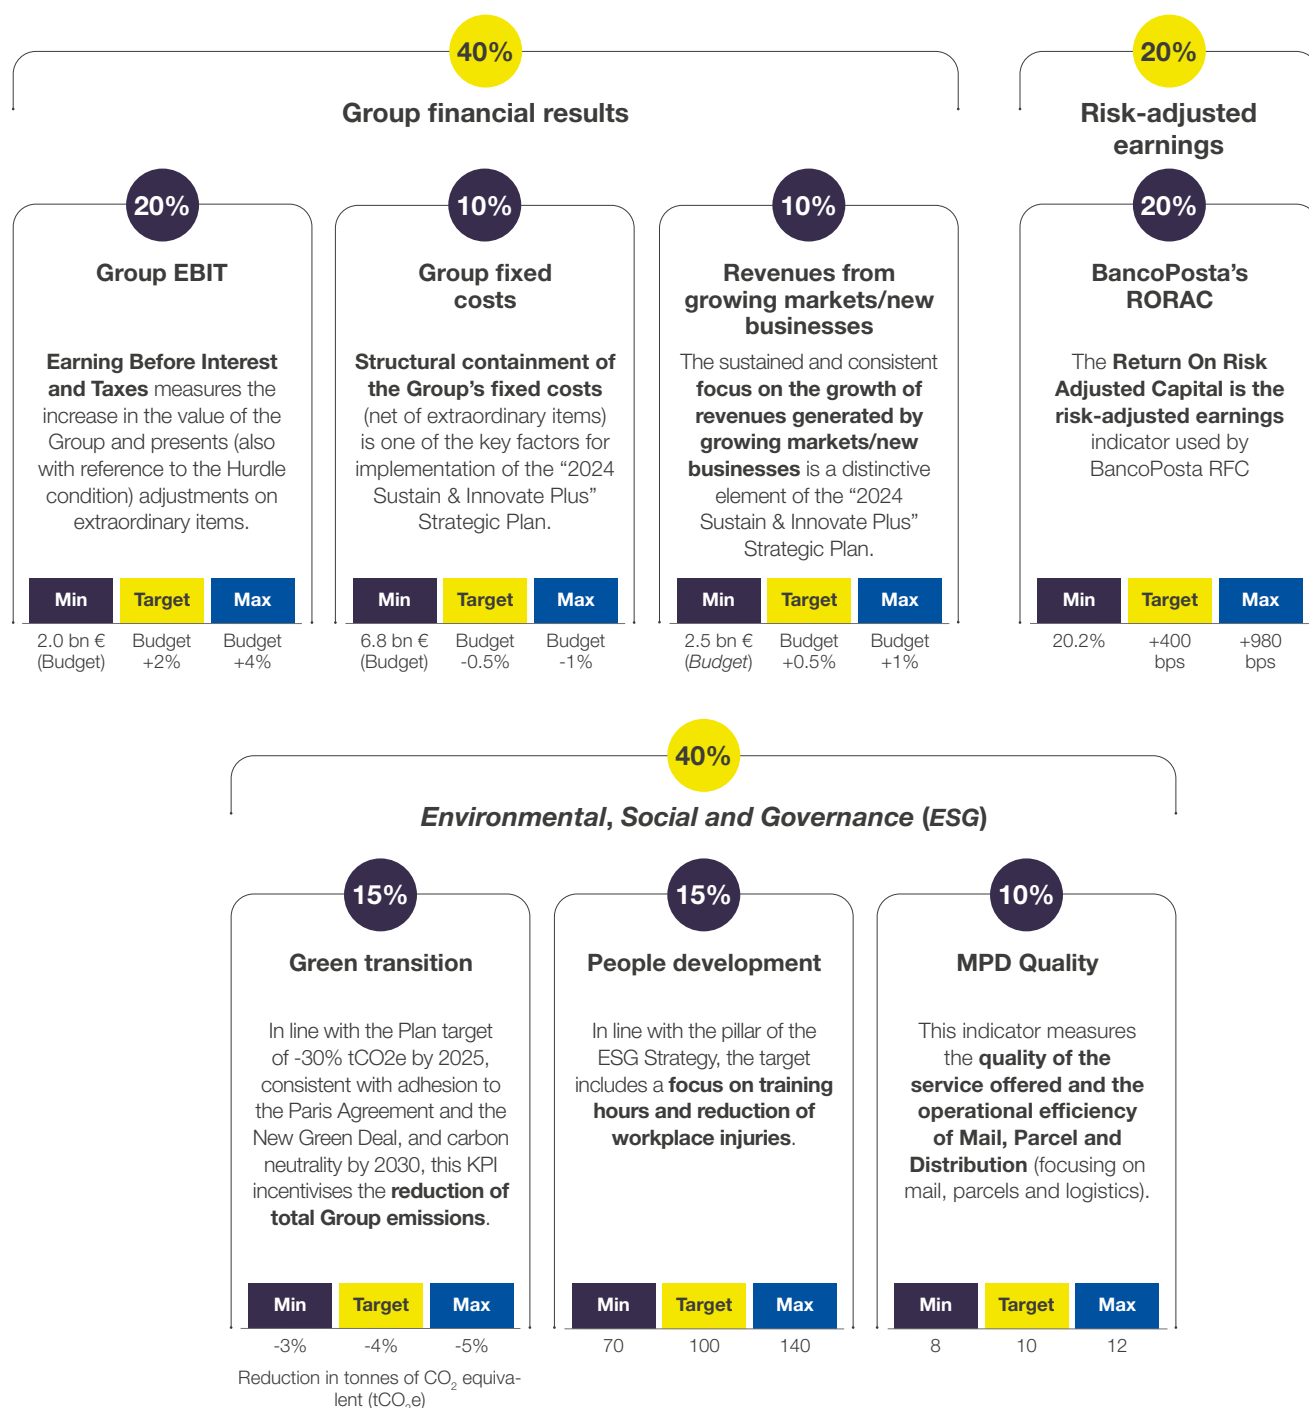 40%
Group financial results
20%
Group EBIT
Earning Before Interest
and Taxes measures the
increase in the value of the
Group and presents (also
with reference to the Hurdle
condition) adjustments on
extraordinary items.
Min Target Max
2.0 bn € Budget Budget
(Budget) +2% +4%
10%
Group fixed
costs
Structural containment of
the Group’s fixed costs
(net of extraordinary items)
is one of the key factors for
implementation of the “2024
Sustain & Innovate Plus”
Strategic Plan.
Min Target Max
6.8 bn € Budget Budget
(Budget) -0.5% -1%
10%
Revenues from
growing markets/new
businesses
The sustained and consistent
focus on the growth of
revenues generated by
growing markets/new
businesses is a distinctive
element of the “2024
Sustain & Innovate Plus”
Strategic Plan.
Min Target Max
2.5 bn € Budget Budget
(Budget) +0.5% +1%
20%
Risk-adjusted
earnings
20%
BancoPosta’s
RORAC
The Return On Risk
Adjusted Capital is the
risk-adjusted earnings
indicator used by
BancoPosta RFC
Min Target Max
20.2% +400 +980
bps bps
40%
Environmental, Social and Governance (ESG)
15%
Green transition
In line with the Plan target
of -30% tCO2e by 2025,
consistent with adhesion to
the Paris Agreement and the
New Green Deal, and carbon
neutrality by 2030, this KPI
incentivises the reduction of
total Group emissions.
Min Target Max
-3% -4% -5%
Reduction in tonnes of CO₂ equiva-
lent (tCO₂e)
15%
People development
In line with the pillar of the
ESG Strategy, the target
includes a focus on training
hours and reduction of
workplace injuries.
Min Target Max
70 100 140
10%
MPD Quality
This indicator measures
the quality of the
service offered and the
operational efficiency
of Mail, Parcel and
Distribution (focusing on
mail, parcels and logistics).
Min Target Max
8 10 12